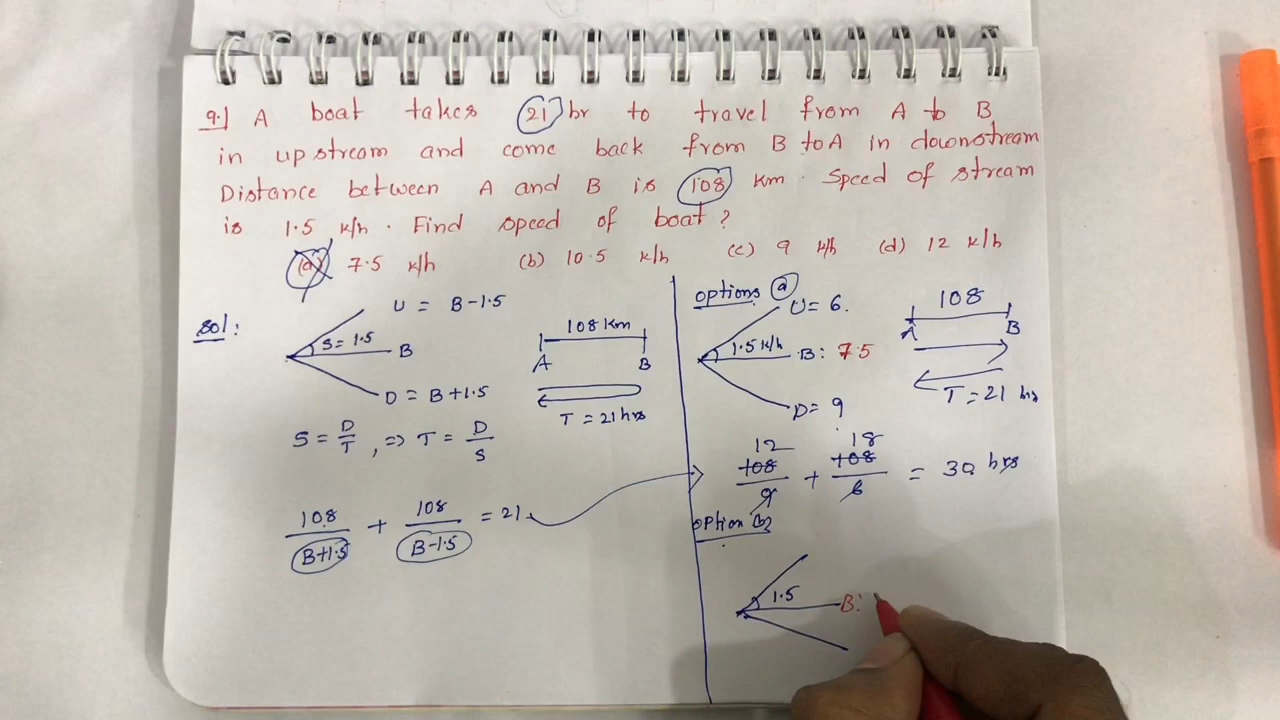 9.) A boat takes 21 hr to travel from A to B
in upstream and come back from B to A in downstream
Distance between A and B is 108 km. Speed of stream
is 1.5 k/h. Find speed of boat?
(a) 7.5 k/h (b) 10.5 k/h (c) 9 k/h (d) 12 k/h
Sol:
U = B-1.5
S= 1.5
B
D = B+1.5
108 Km
A B
T = 21 hrs
S = D/T , => T = D/S
108/(B+1.5) + 108/(B-1.5) = 21
options (a)
U= 6.
1.5 k/h
B: 7.5
D= 9
108
A B
T = 21 hrs
12 18
108/9 + 108/6 = 30 hrs
option (b)
1.5
B: